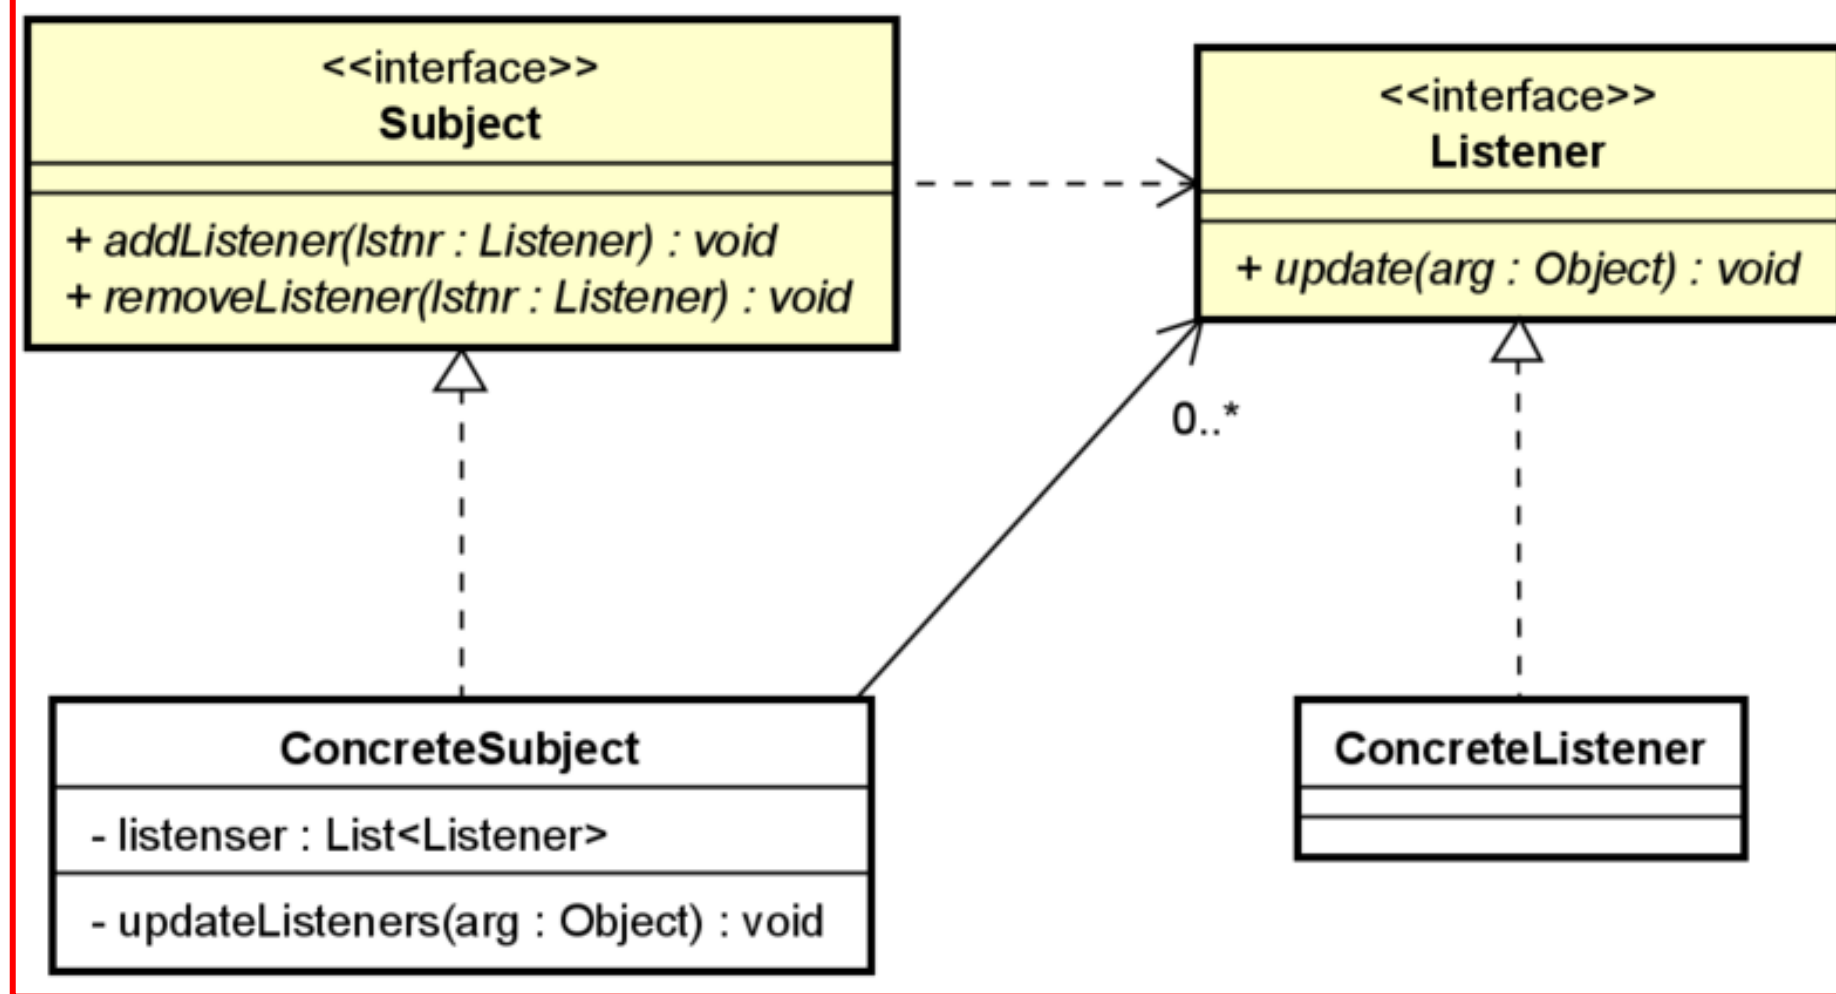 <<interface>>
Subject
+ addListener(lstnr : Listener) : void
+ removeListener(lstnr : Listener) : void
<<interface>>
Listener
+ update(arg : Object) : void
0..*
ConcreteSubject
- listenser : List<Listener>
- updateListeners(arg : Object) : void
ConcreteListener